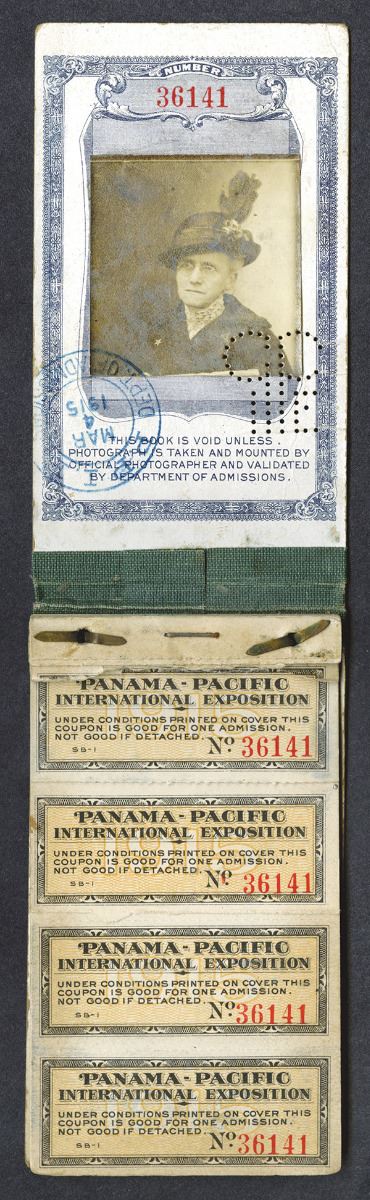 NUMBER
36141
DEPT. OF ADM
MAR
4
1915
THIS BOOK IS VOID UNLESS
PHOTOGRAPH IS TAKEN AND MOUNTED BY
OFFICIAL PHOTOGRAPHER AND VALIDATED
BY DEPARTMENT OF ADMISSIONS.
PANAMA-PACIFIC
INTERNATIONAL EXPOSITION
UNDER CONDITIONS PRINTED ON COVER THIS
COUPON IS GOOD FOR ONE ADMISSION.
NOT GOOD IF DETACHED.
SB-1 No. 36141
PANAMA-PACIFIC
INTERNATIONAL EXPOSITION
UNDER CONDITIONS PRINTED ON COVER THIS
COUPON IS GOOD FOR ONE ADMISSION.
NOT GOOD IF DETACHED.
SB-1 No. 36141
PANAMA-PACIFIC
INTERNATIONAL EXPOSITION
UNDER CONDITIONS PRINTED ON COVER THIS
COUPON IS GOOD FOR ONE ADMISSION.
NOT GOOD IF DETACHED.
SB-1 No. 36141
PANAMA-PACIFIC
INTERNATIONAL EXPOSITION
UNDER CONDITIONS PRINTED ON COVER THIS
COUPON IS GOOD FOR ONE ADMISSION.
NOT GOOD IF DETACHED.
SB-1 No. 36141